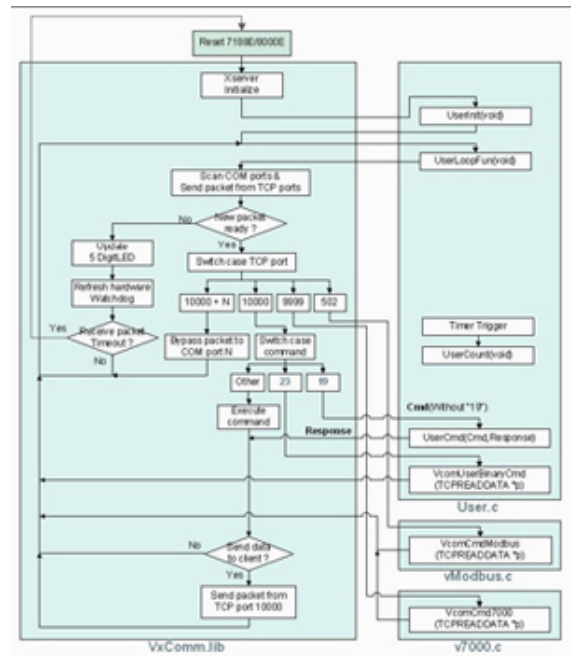 Reset 7188E/8000E
Xserver
Initialize
UserInit(void)
UserLoopFun(void)
Scan COM ports &
Send packet from TCP ports
New packet
ready ?
No
Yes
Update
5 DigitLED
Switch case TCP port
Refresh hardware
Watchdog
10000 + N
10000
9999
502
Yes
Receive packet
Timeout ?
No
Bypass packet to
COM port N
Switch case
command
Timer Trigger
UserCount(void)
Other
23
19
Cmd(Without "19")
Execute
command
Response
UserCmd(Cmd,Response)
VcomUserBinaryCmd
(TCPREADDATA *p)
User.c
No
Send data
to client ?
Yes
VcomCmdModbus
(TCPREADDATA *p)
vModbus.c
Send packet from
TCP port 10000
VcomCmd7000
(TCPREADDATA *p)
VxComm.lib
v7000.c